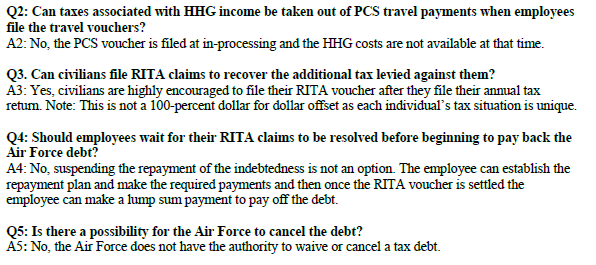 Q2: Can taxes associated with HHG income be taken out of PCS travel payments when employees
file the travel vouchers?
A2: No, the PCS voucher is filed at in-processing and the HHG costs are not available at that time.
Q3. Can civilians file RITA claims to recover the additional tax levied against them?
A3: Yes, civilians are highly encouraged to file their RITA voucher after they file their annual tax
return. Note: This is not a 100-percent dollar for dollar offset as each individual's tax situation is unique.
Q4: Should employees wait for their RITA claims to be resolved before beginning to pay back the
Air Force debt?
A4: No, suspending the repayment of the indebtedness is not an option. The employee can establish the
repayment plan and make the required payments and then once the RITA voucher is settled the
employee can make a lump sum payment to pay off the debt.
Q5: Is there a possibility for the Air Force to cancel the debt?
A5: No, the Air Force does not have the authority to waive or cancel a tax debt.